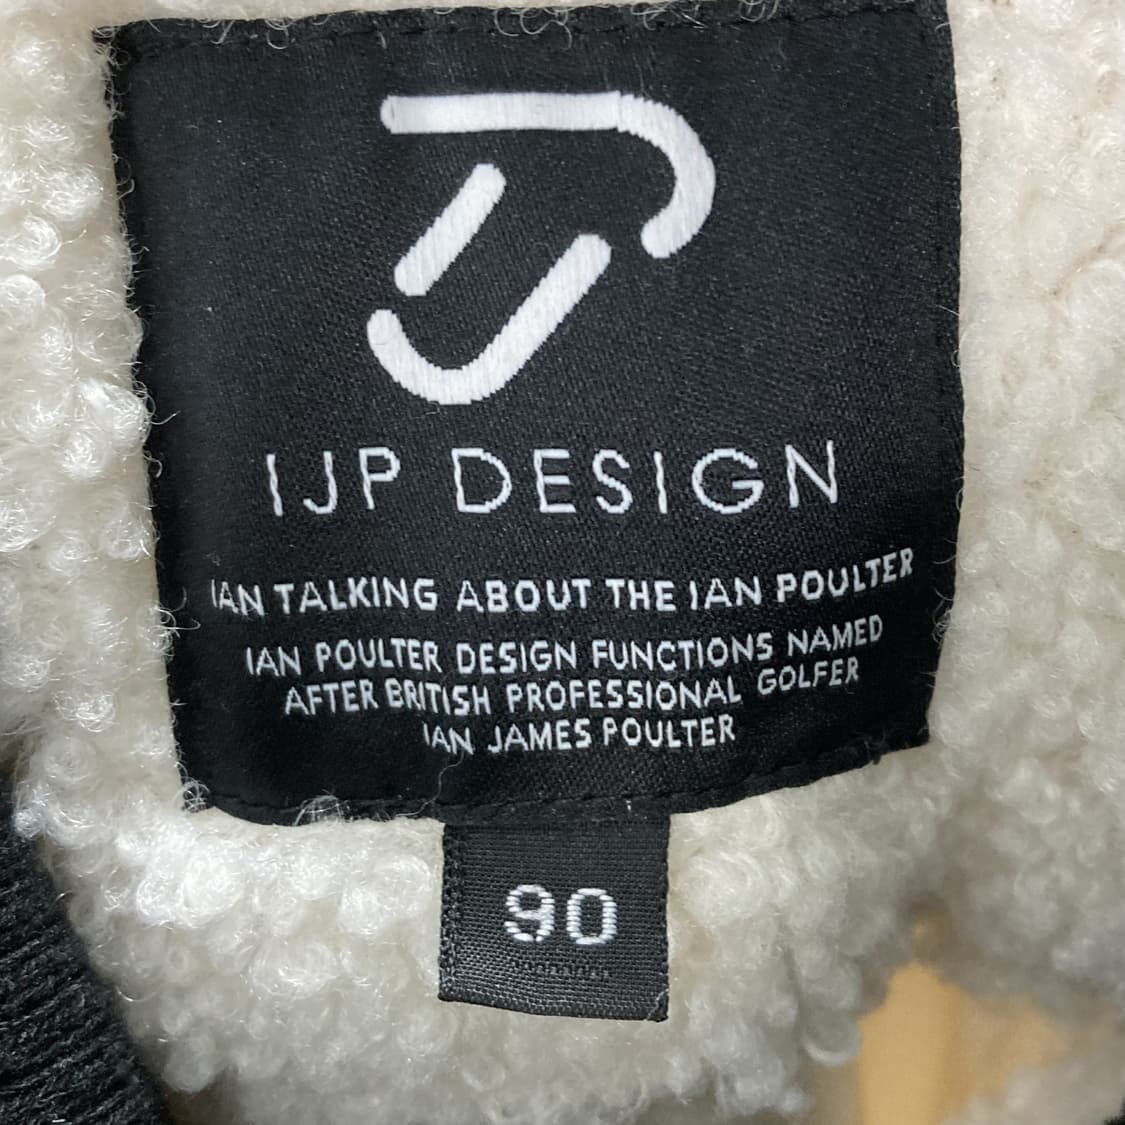 IJP DESIGN
IAN TALKING ABOUT THE IAN POULTER
IAN POULTER DESIGN FUNCTIONS NAMED
AFTER BRITISH PROFESSIONAL GOLFER
IAN JAMES POULTER
90